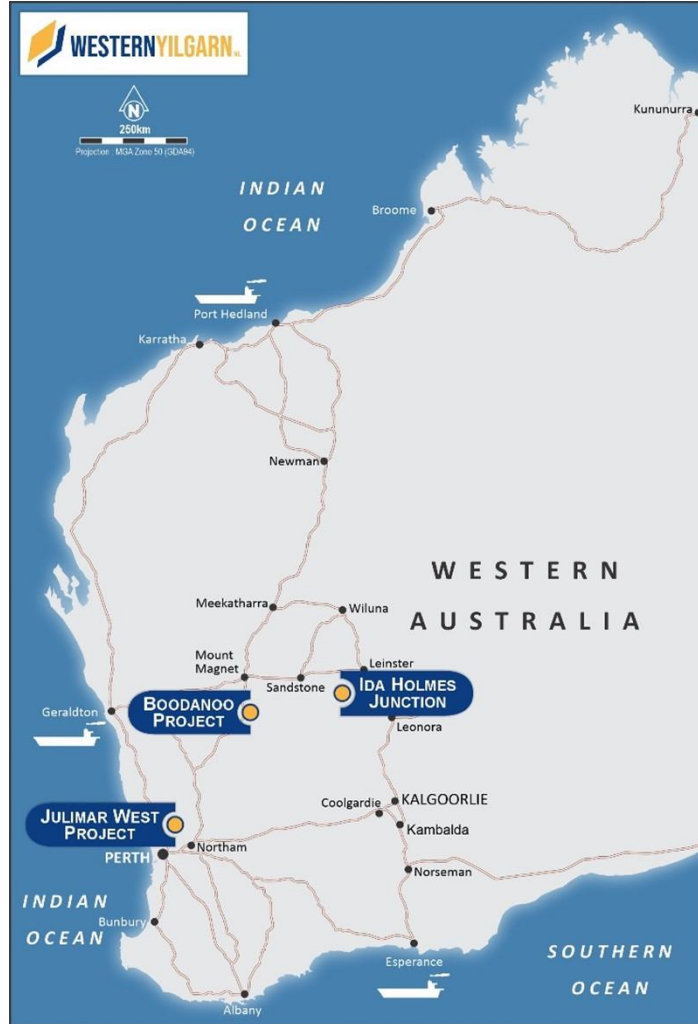 WESTERNYILGARN NL
N
250km
Projection : MGA Zone 50 (GDA94)
Kununurra
INDIAN
OCEAN
Broome
Port Hedland
Karratha
Newman
WESTERN
AUSTRALIA
Meekatharra
Wiluna
Mount
Magnet
Leinster
Sandstone
IDA HOLMES
JUNCTION
BOODANOO
PROJECT
Geraldton
Leonora
Coolgardie
KALGOORLIE
JULIMAR WEST
PROJECT
Kambalda
Northam
PERTH
Norseman
INDIAN
OCEAN
Bunbury
Esperance
SOUTHERN
OCEAN
Albany